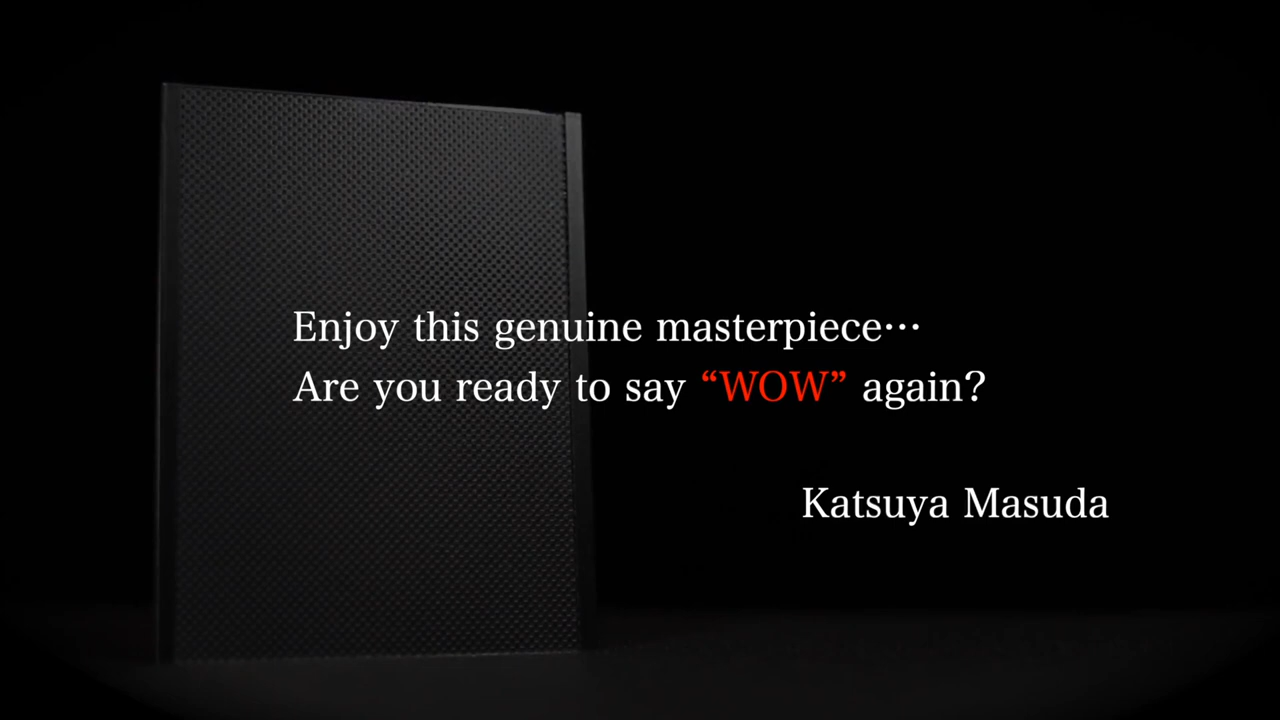 Enjoy this genuine masterpiece…
Are you ready to say “WOW” again?
Katsuya Masuda